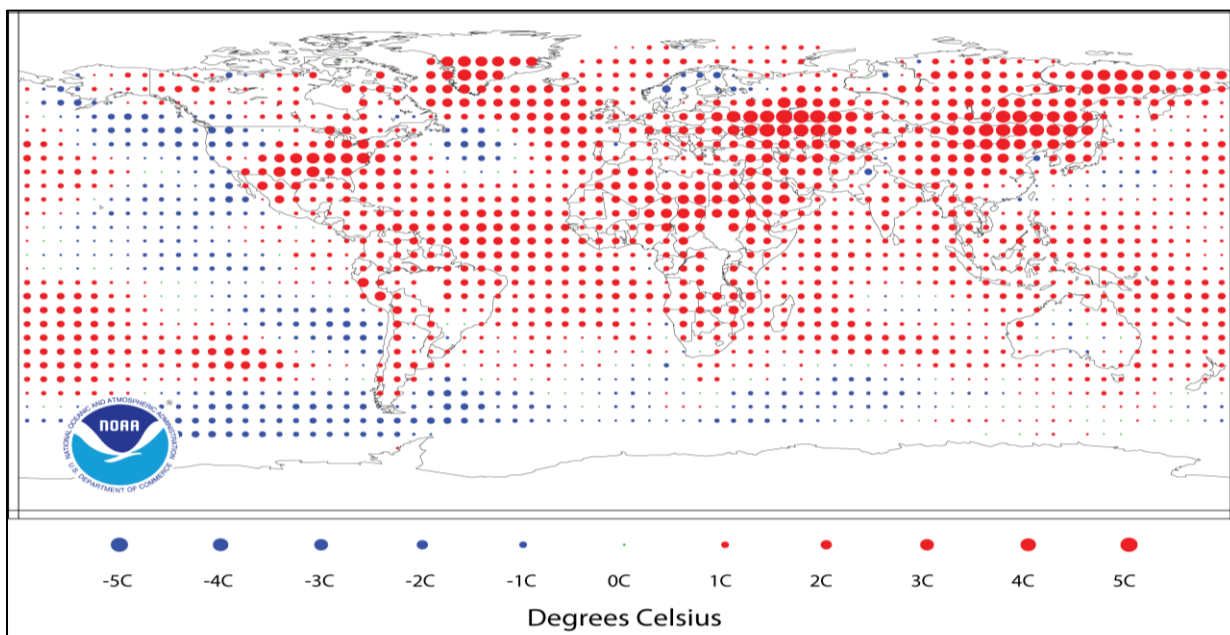 NATIONAL OCEANIC AND ATMOSPHERIC ADMINISTRATION
NOAA
U.S. DEPARTMENT OF COMMERCE
-5C -4C -3C -2C -1C 0C 1C 2C 3C 4C 5C
Degrees Celsius